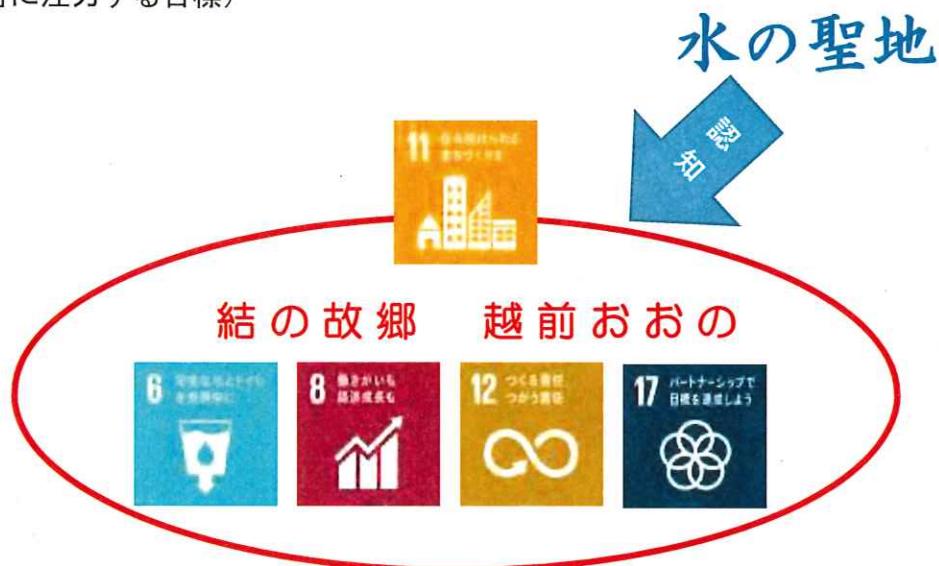 に注力する目標）
水の聖地
認知
11 住み続けられる
まちづくりを
結の故郷　越前おおの
6 安全な水とトイレ
を世界中に
8 働きがいも
経済成長も
12 つくる責任
つかう責任
17 パートナーシップで
目標を達成しよう